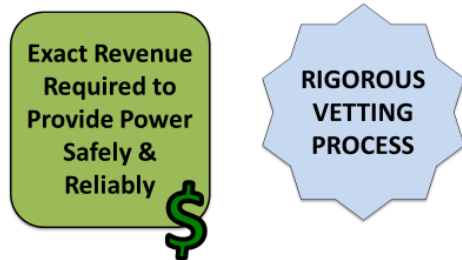 Exact Revenue
Required to
Provide Power
Safely &
Reliably
$
RIGOROUS
VETTING
PROCESS